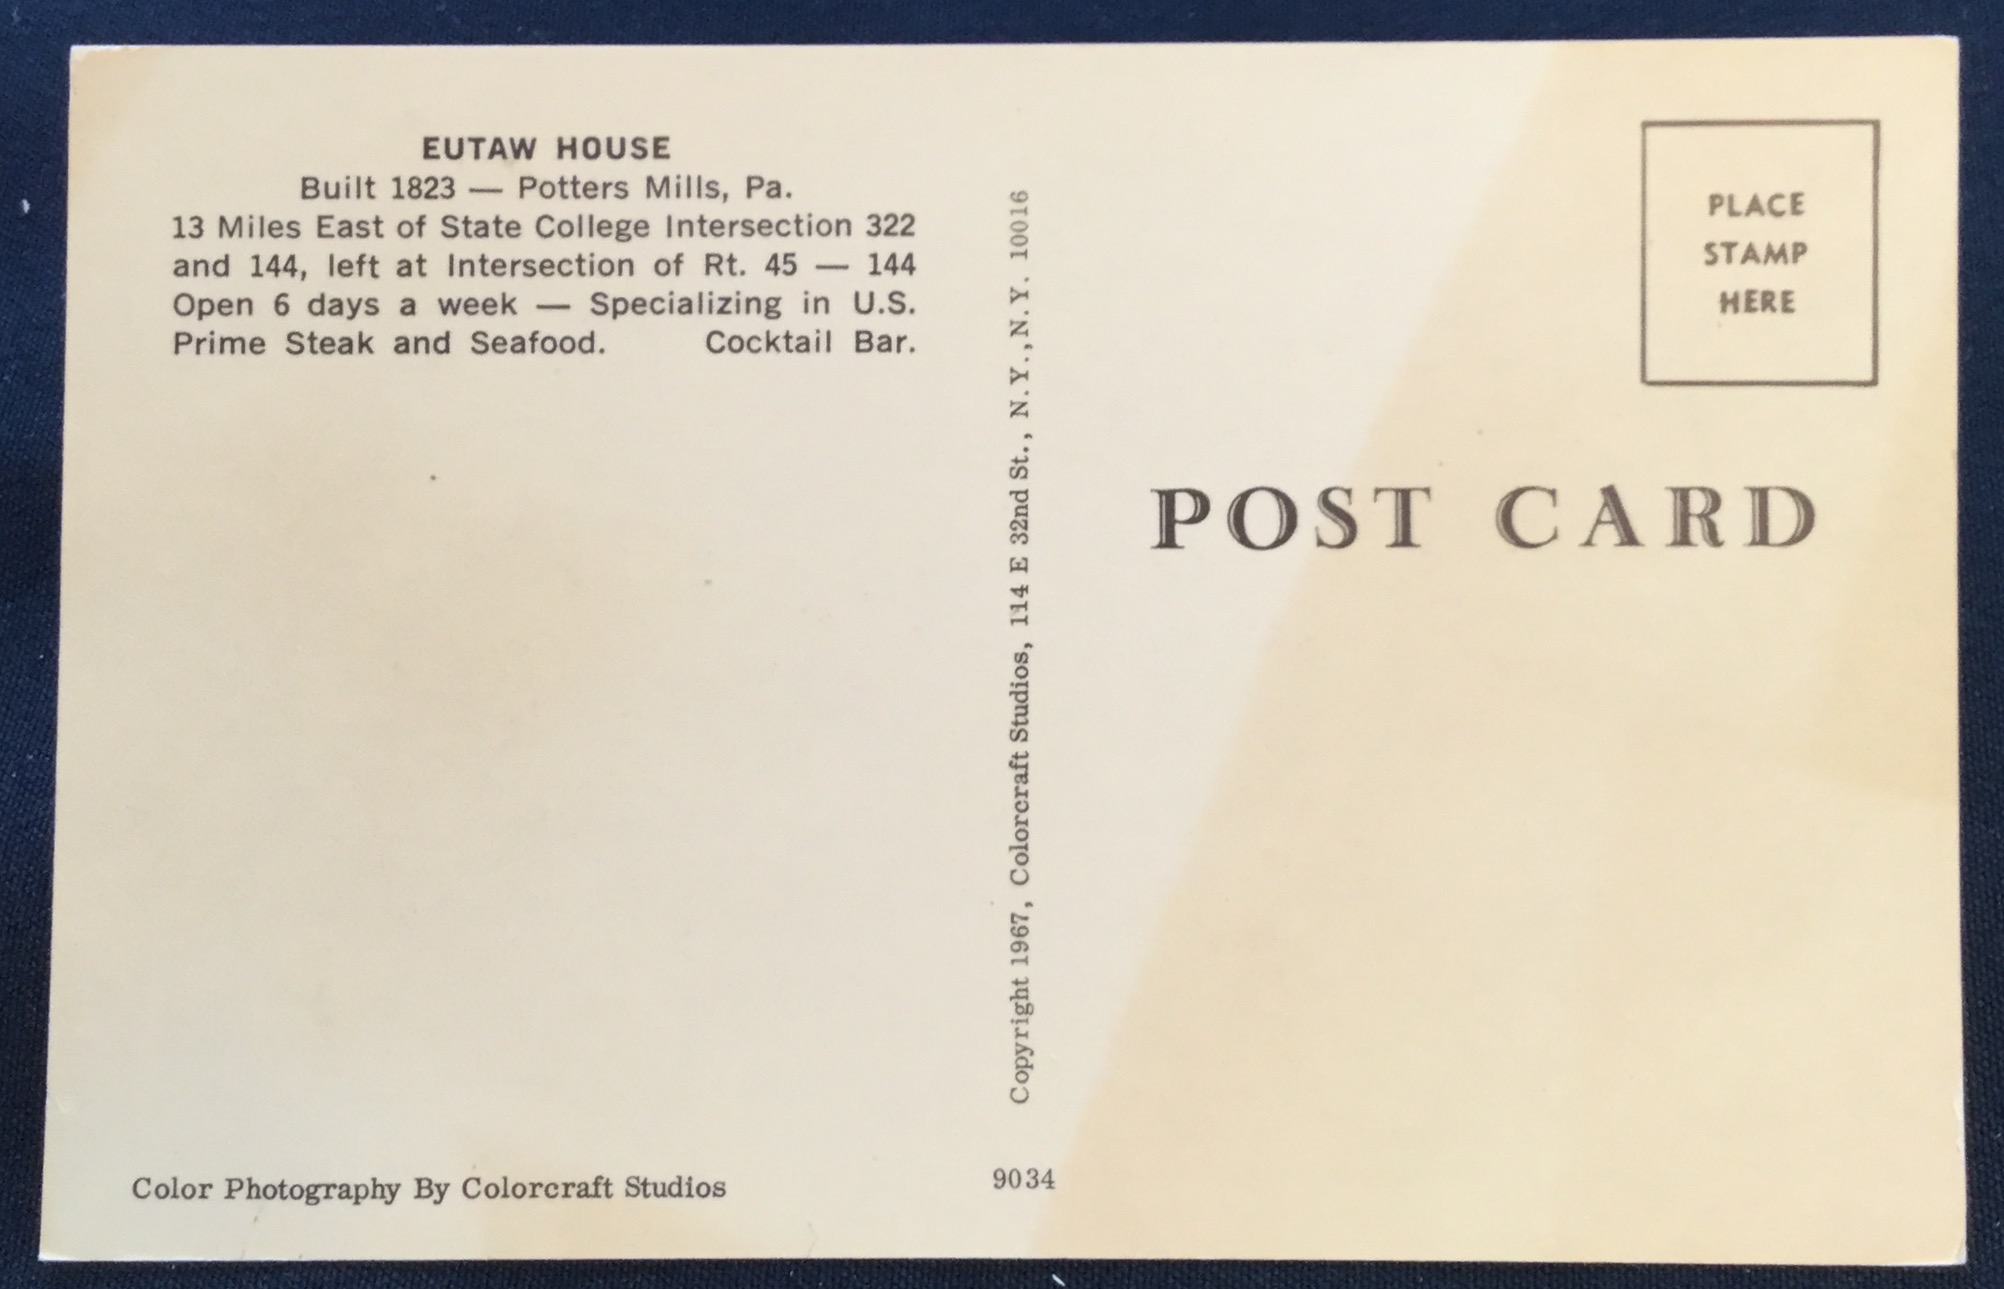 EUTAW HOUSE
Built 1823 — Potters Mills, Pa.
13 Miles East of State College Intersection 322
and 144, left at Intersection of Rt. 45 — 144
Open 6 days a week — Specializing in U.S.
Prime Steak and Seafood. Cocktail Bar.
Color Photography By Colorcraft Studios
Copyright 1967, Colorcraft Studios, 114 E 32nd St., N.Y.,N.Y. 10016
9034
PLACE
STAMP
HERE
POST CARD